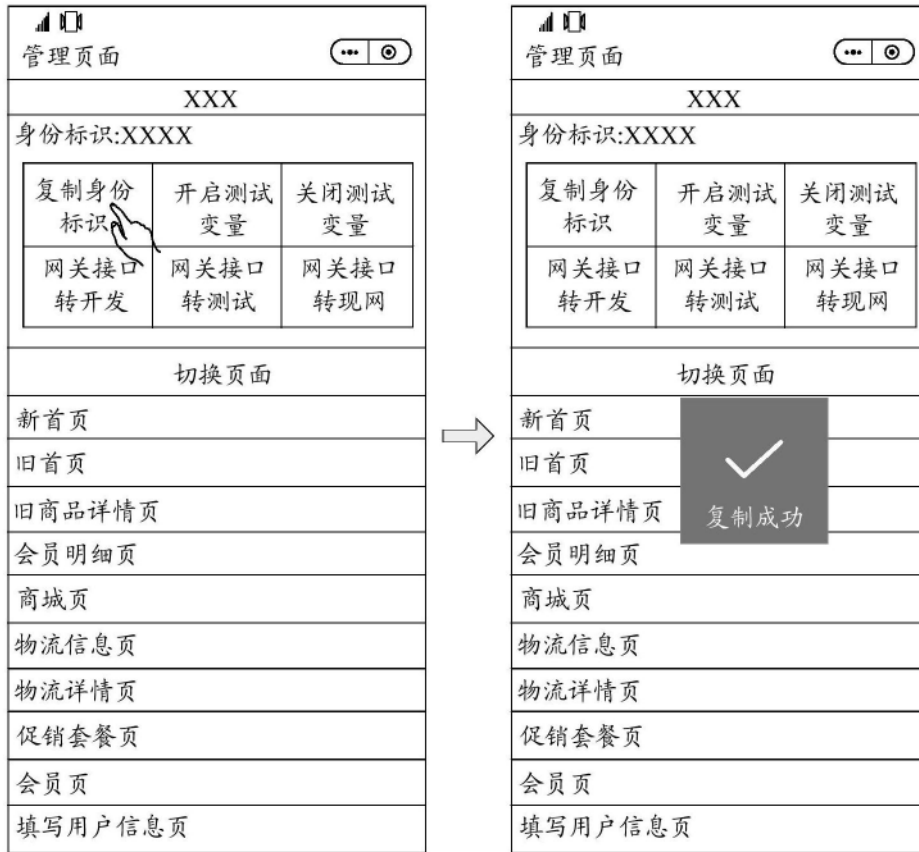 管理页面
XXX
身份标识:XXXX
复制身份
标识
开启测试
变量
关闭测试
变量
网关接口
转开发
网关接口
转测试
网关接口
转现网
切换页面
新首页
旧首页
旧商品详情页
会员明细页
商城页
物流信息页
物流详情页
促销套餐页
会员页
填写用户信息页
管理页面
XXX
身份标识:XXXX
复制身份
标识
开启测试
变量
关闭测试
变量
网关接口
转开发
网关接口
转测试
网关接口
转现网
切换页面
新首页
旧首页
旧商品详情页
复制成功
会员明细页
商城页
物流信息页
物流详情页
促销套餐页
会员页
填写用户信息页